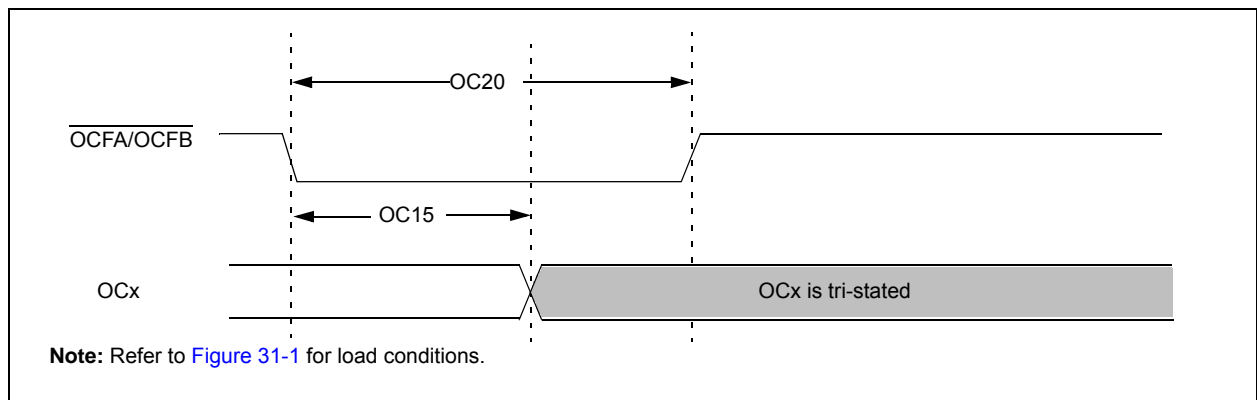 OC20
OCFA/OCFB
OC15
OCx
OCx is tri-stated
Note: Refer to Figure 31-1 for load conditions.